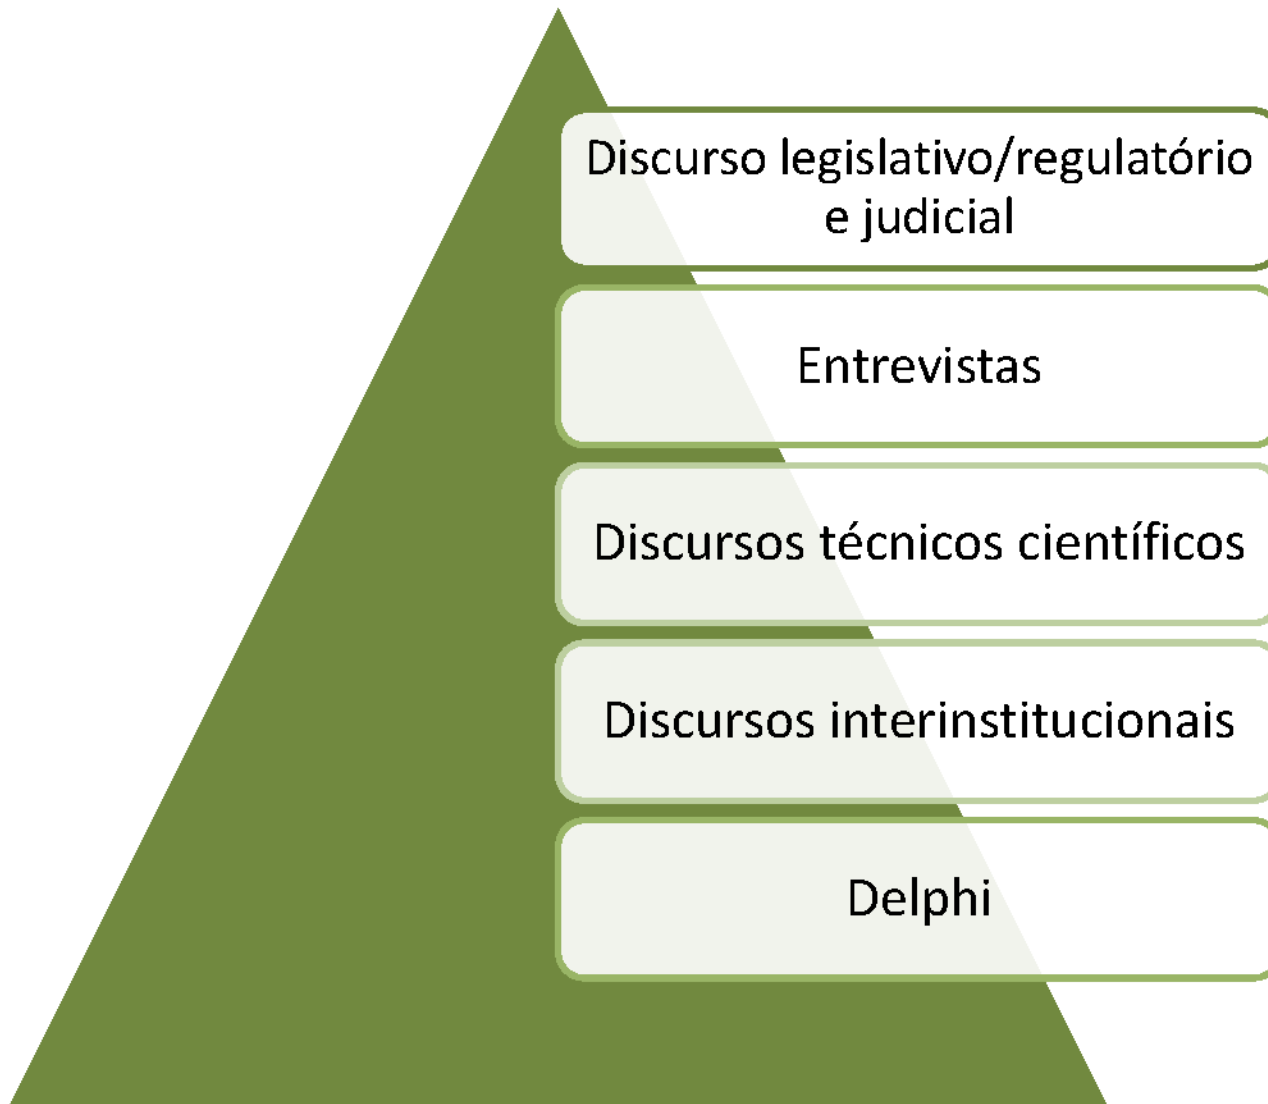 Discurso legislativo/regulatório
e judicial
Entrevistas
Discursos técnicos científicos
Discursos interinstitucionais
Delphi